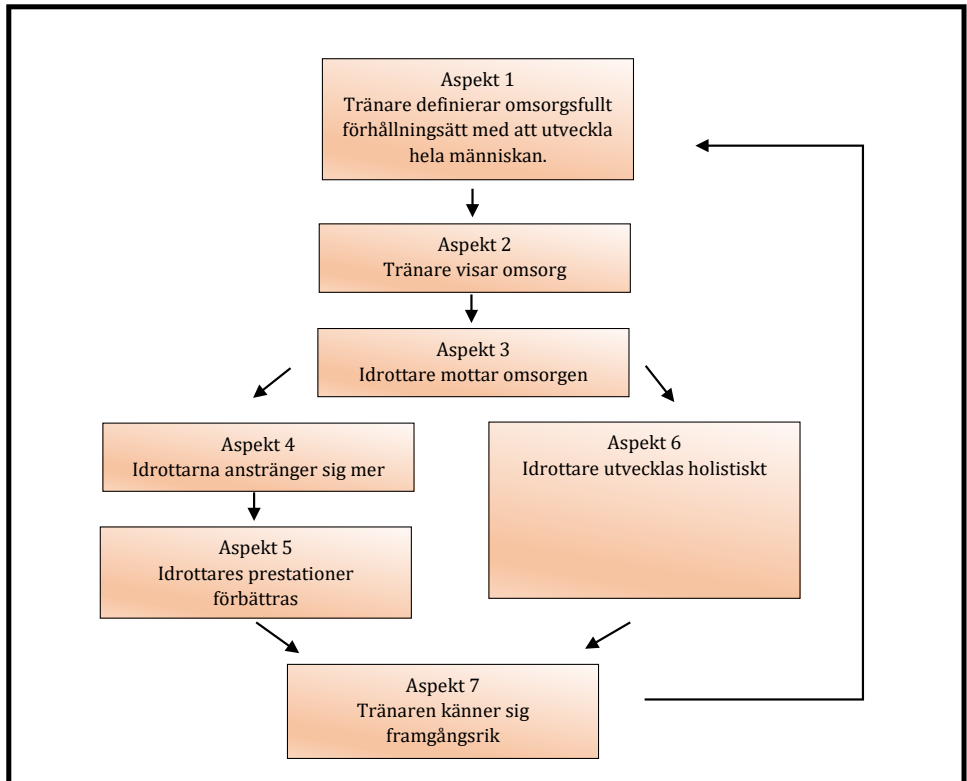 Aspekt 1
Tränare definierar omsorgsfullt
förhållningsätt med att utveckla
hela människan.
Aspekt 2
Tränare visar omsorg
Aspekt 3
Idrottare mottar omsorgen
Aspekt 4
Idrottarna anstränger sig mer
Aspekt 5
Idrottares prestationer
förbättras
Aspekt 6
Idrottare utvecklas holistiskt
Aspekt 7
Tränaren känner sig
framgångsrik